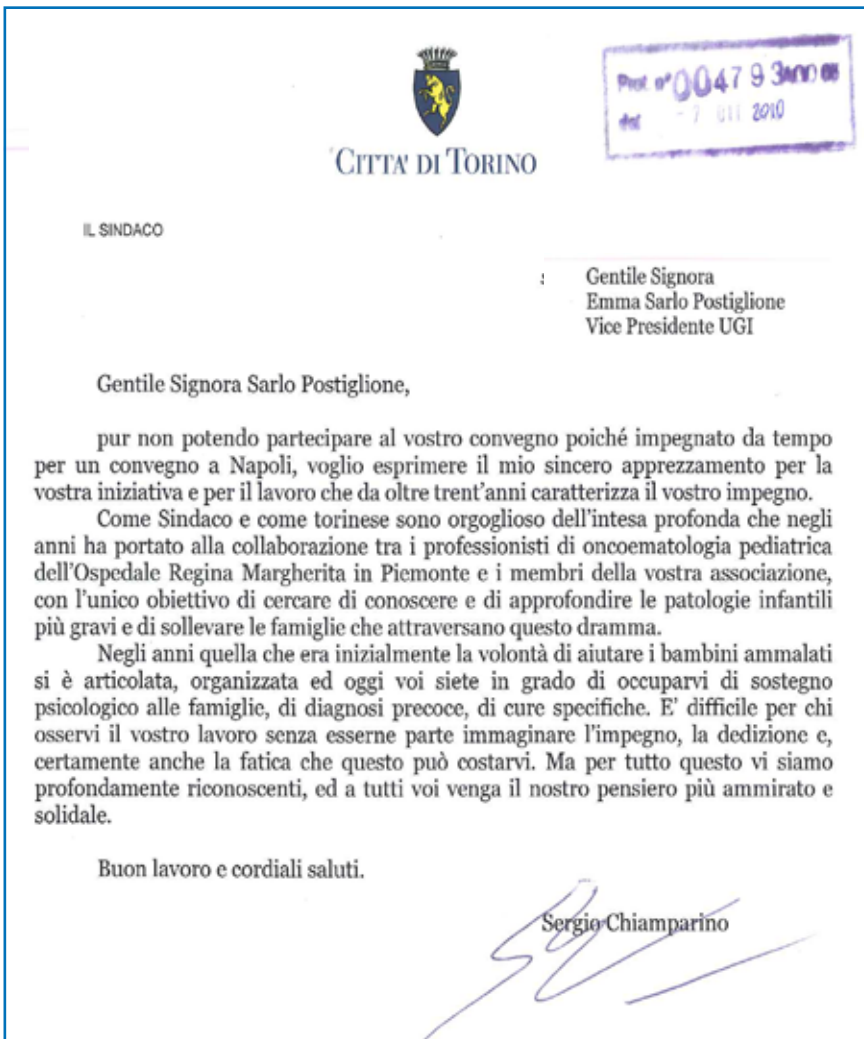 Prot. n° 004793
del - 7 2010
CITTA' DI TORINO
IL SINDACO
Gentile Signora
Emma Sarlo Postiglione
Vice Presidente UGI
Gentile Signora Sarlo Postiglione,
pur non potendo partecipare al vostro convegno poiché impegnato da tempo
per un convegno a Napoli, voglio esprimere il mio sincero apprezzamento per la
vostra iniziativa e per il lavoro che da oltre trent'anni caratterizza il vostro impegno.
Come Sindaco e come torinese sono orgoglioso dell'intesa profonda che negli
anni ha portato alla collaborazione tra i professionisti di oncoematologia pediatrica
dell'Ospedale Regina Margherita in Piemonte e i membri della vostra associazione,
con l'unico obiettivo di cercare di conoscere e di approfondire le patologie infantili
più gravi e di sollevare le famiglie che attraversano questo dramma.
Negli anni quella che era inizialmente la volontà di aiutare i bambini ammalati
si è articolata, organizzata ed oggi voi siete in grado di occuparvi di sostegno
psicologico alle famiglie, di diagnosi precoce, di cure specifiche. E' difficile per chi
osservi il vostro lavoro senza esserne parte immaginare l'impegno, la dedizione e,
certamente anche la fatica che questo può costarvi. Ma per tutto questo vi siamo
profondamente riconoscenti, ed a tutti voi venga il nostro pensiero più ammirato e
solidale.
Buon lavoro e cordiali saluti.
Sergio Chiamparino